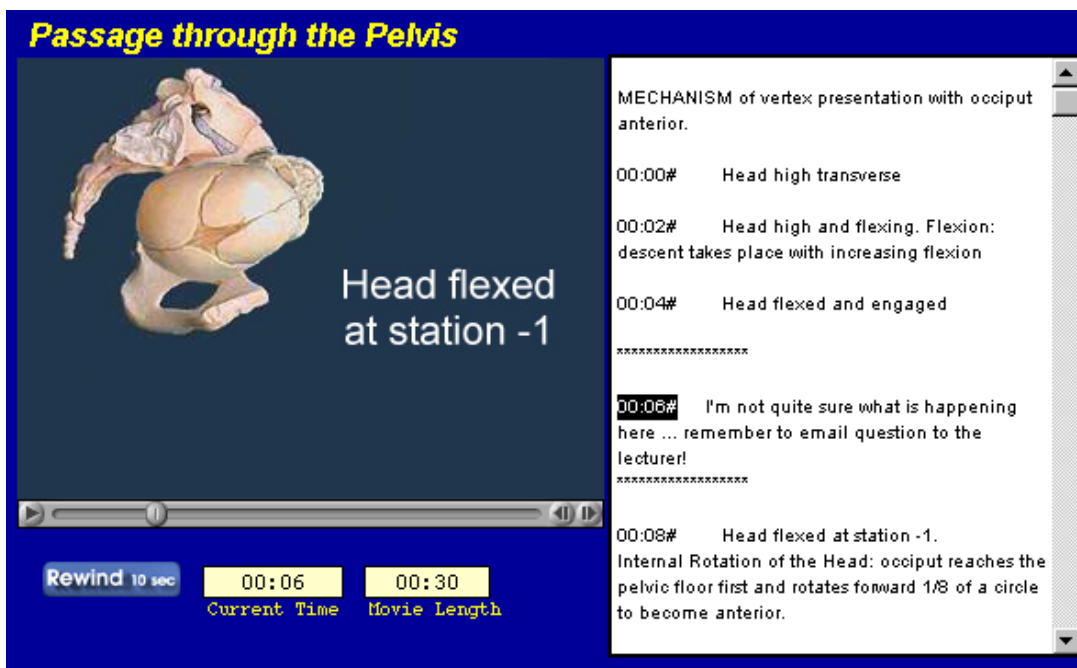 Passage through the Pelvis
Head flexed
at station -1
Rewind 10 sec
00:06
Current Time
00:30
Movie Length
MECHANISM of vertex presentation with occiput
anterior.
00:00# Head high transverse
00:02# Head high and flexing. Flexion:
descent takes place with increasing flexion
00:04# Head flexed and engaged
******************
00:06# I'm not quite sure what is happening
here ... remember to email question to the
lecturer!
******************
00:08# Head flexed at station -1.
Internal Rotation of the Head: occiput reaches the
pelvic floor first and rotates forward 1/8 of a circle
to become anterior.